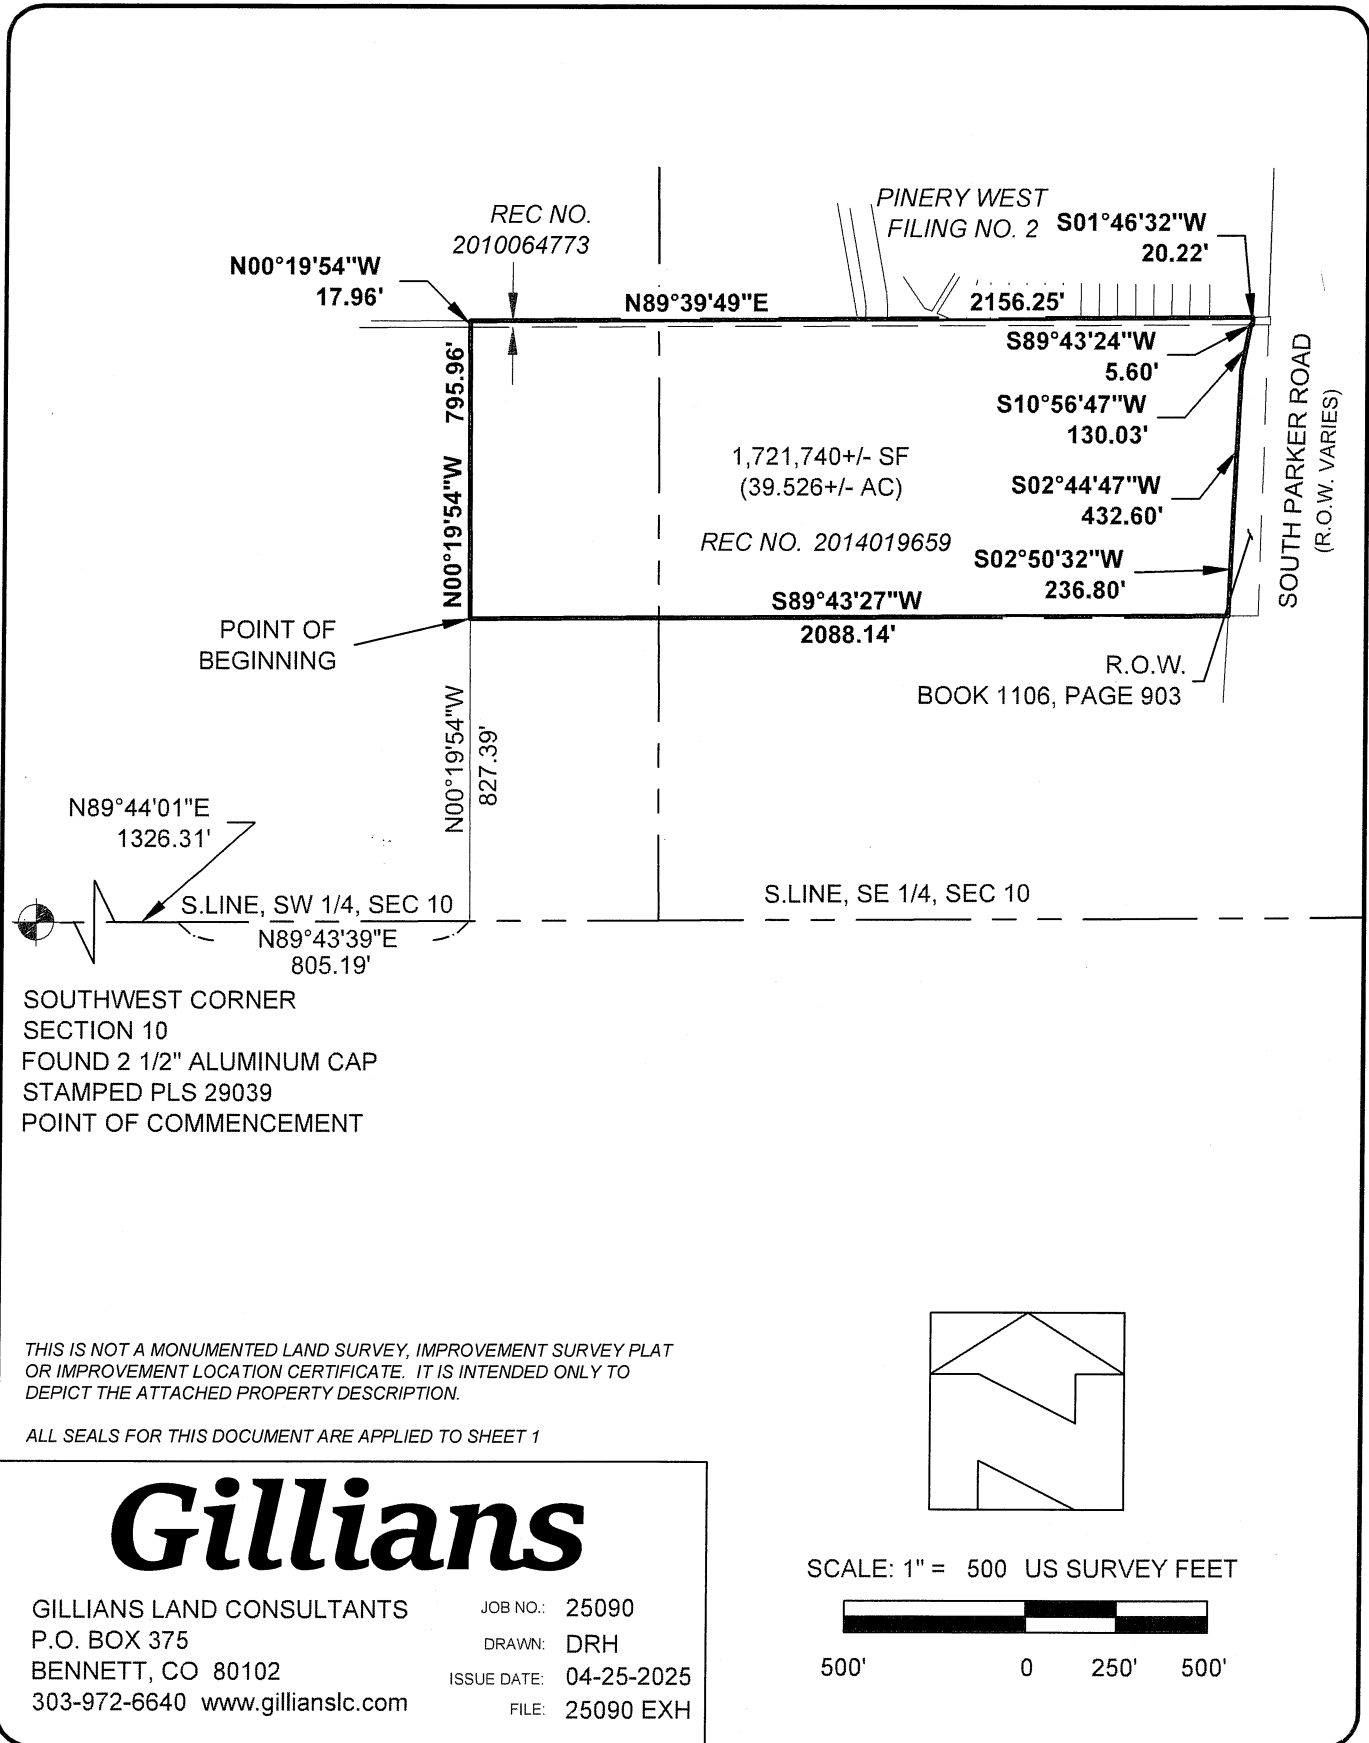 REC NO.
2010064773
PINERY WEST
FILING NO. 2
S01°46'32"W
20.22'
N00°19'54"W
17.96'
N89°39'49"E
2156.25'
S89°43'24"W
5.60'
S10°56'47"W
130.03'
N00°19'54"W 795.96'
1,721,740+/- SF
(39.526+/- AC)
S02°44'47"W
432.60'
REC NO. 2014019659
S02°50'32"W
236.80'
SOUTH PARKER ROAD
(R.O.W. VARIES)
S89°43'27"W
2088.14'
POINT OF
BEGINNING
R.O.W.
BOOK 1106, PAGE 903
N00°19'54"W
827.39'
N89°44'01"E
1326.31'
S.LINE, SW 1/4, SEC 10
S.LINE, SE 1/4, SEC 10
N89°43'39"E
805.19'
SOUTHWEST CORNER
SECTION 10
FOUND 2 1/2" ALUMINUM CAP
STAMPED PLS 29039
POINT OF COMMENCEMENT
THIS IS NOT A MONUMENTED LAND SURVEY, IMPROVEMENT SURVEY PLAT
OR IMPROVEMENT LOCATION CERTIFICATE. IT IS INTENDED ONLY TO
DEPICT THE ATTACHED PROPERTY DESCRIPTION.
ALL SEALS FOR THIS DOCUMENT ARE APPLIED TO SHEET 1
Gillians
GILLIANS LAND CONSULTANTS
P.O. BOX 375
BENNETT, CO 80102
303-972-6640 www.gillianslc.com
JOB NO.: 25090
DRAWN: DRH
ISSUE DATE: 04-25-2025
FILE: 25090 EXH
N
SCALE: 1" = 500 US SURVEY FEET
500' 0 250' 500'